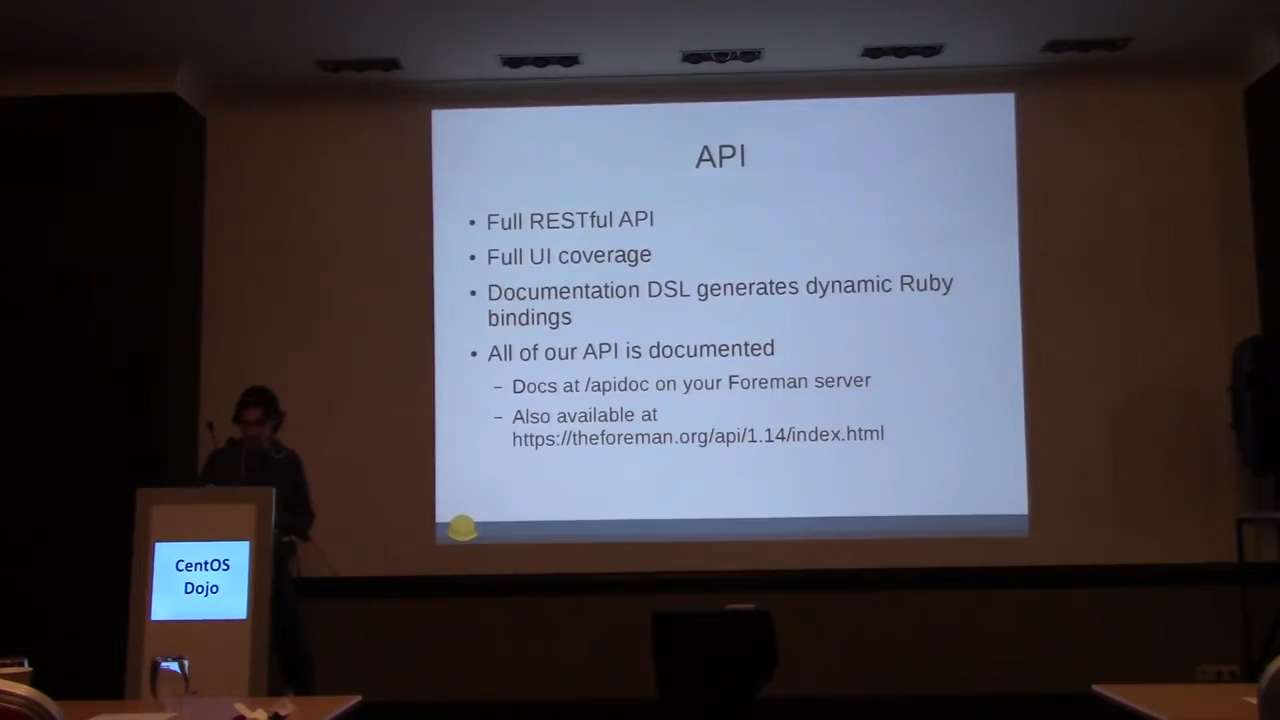 API
• Full RESTful API
• Full UI coverage
• Documentation DSL generates dynamic Ruby
bindings
• All of our API is documented
– Docs at /apidoc on your Foreman server
– Also available at
https://theforeman.org/api/1.14/index.html
CentOS
Dojo